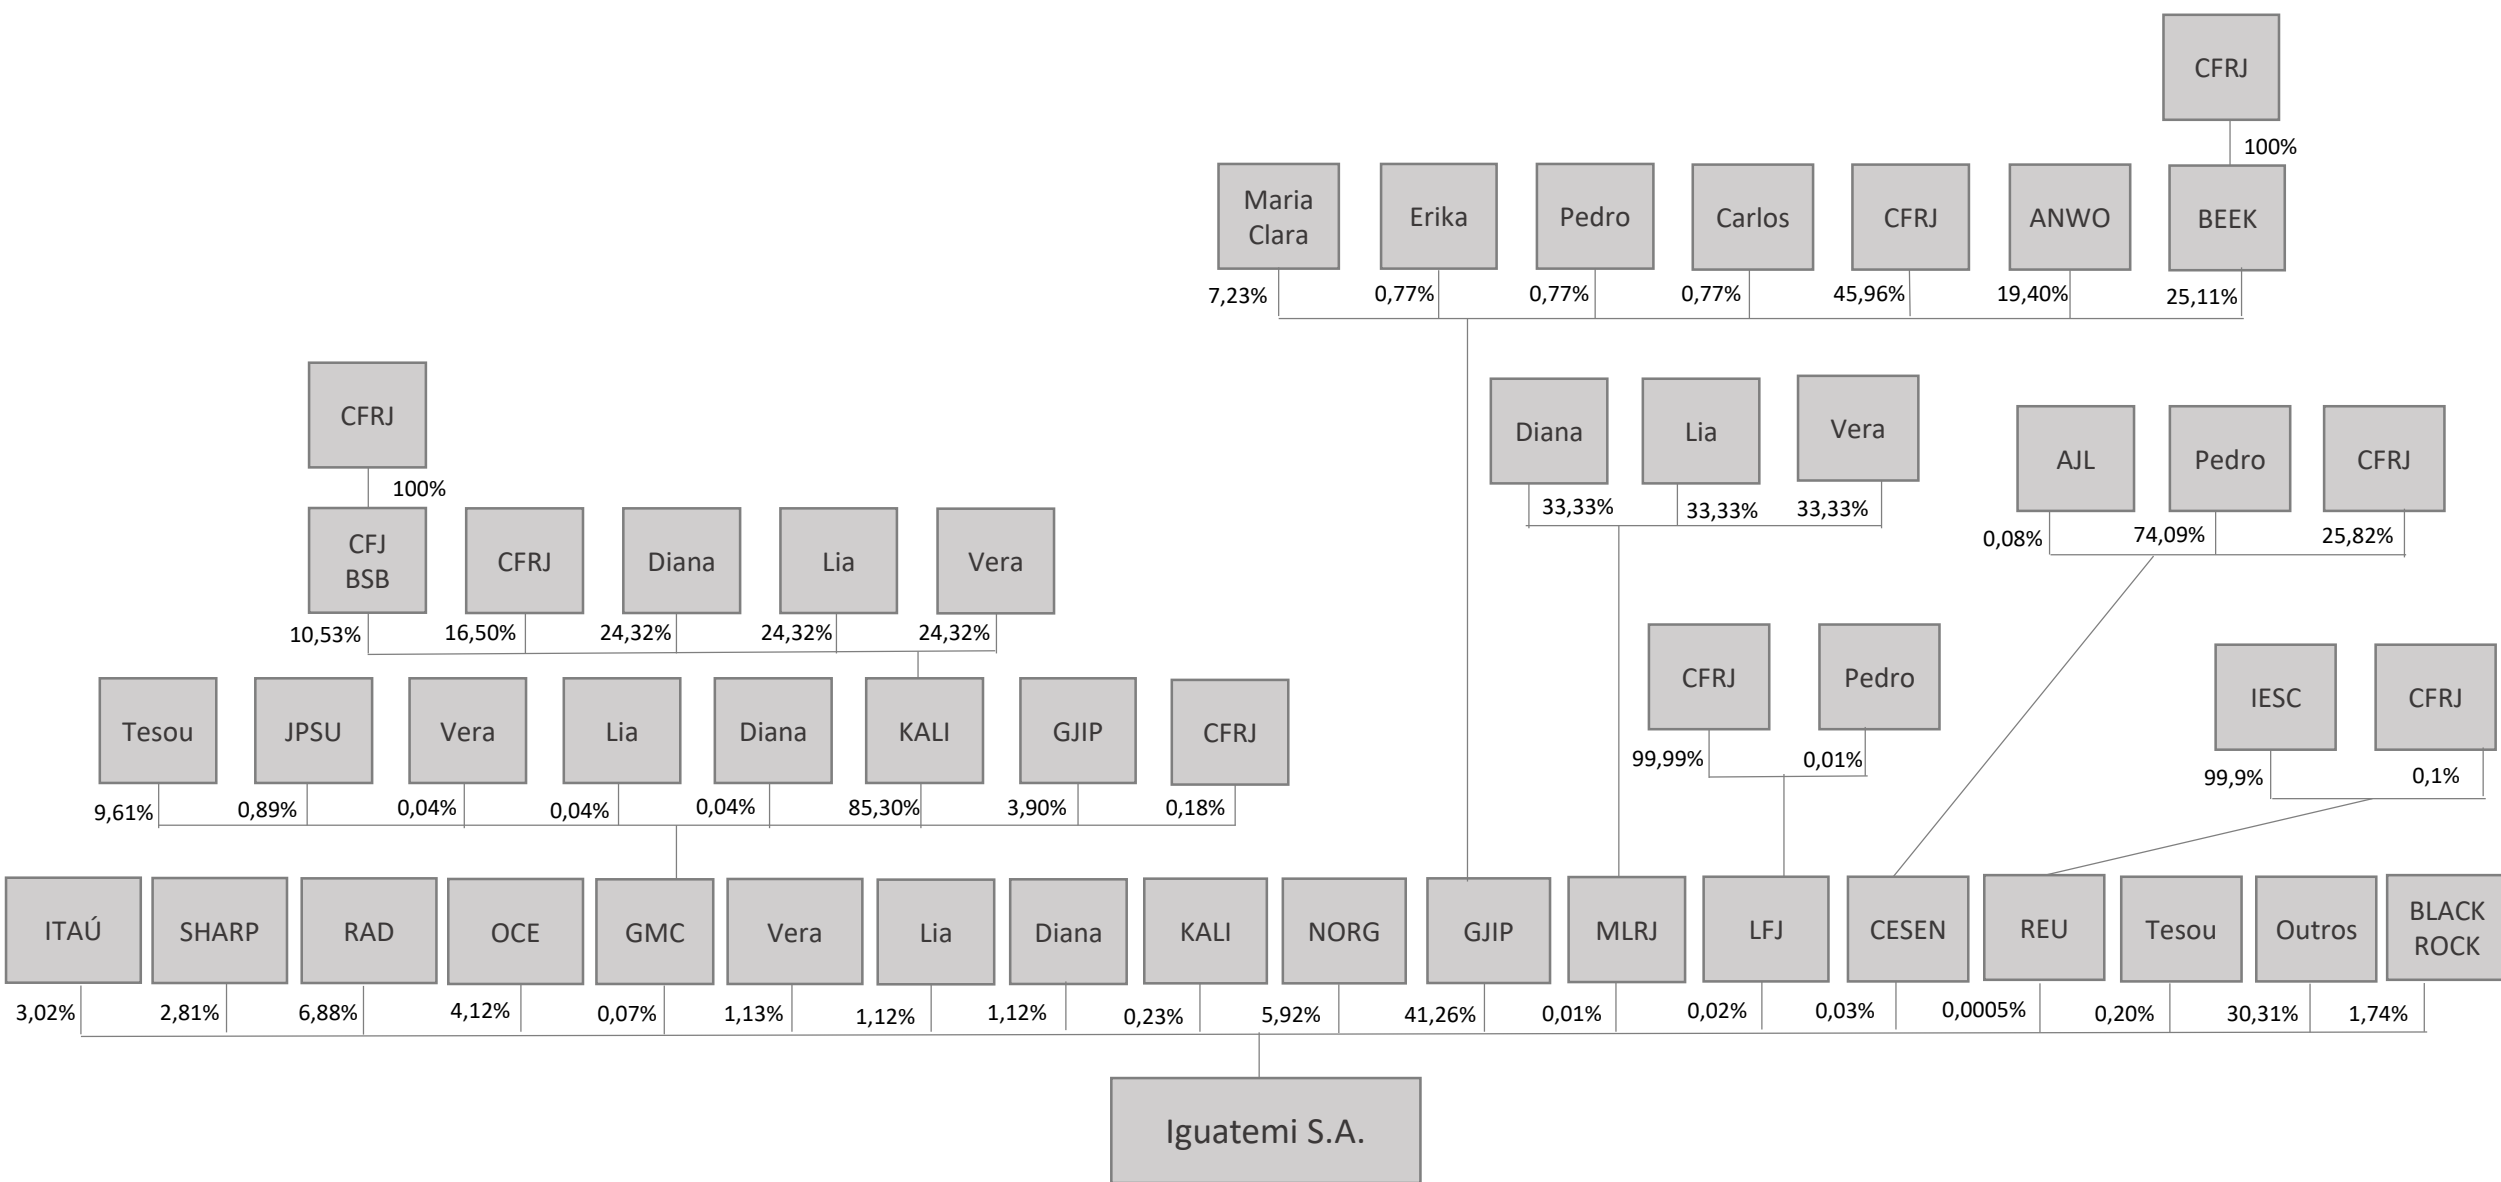 CFRJ
100%
Maria
Clara
Erika
Pedro
Carlos
CFRJ
ANWO
BEEK
7,23%
0,77%
0,77%
0,77%
45,96%
19,40%
25,11%
CFRJ
100%
Diana
Lia
Vera
33,33%
33,33%
33,33%
AJL
Pedro
CFRJ
0,08%
74,09%
25,82%
CFJ
BSB
CFRJ
Diana
Lia
Vera
10,53%
16,50%
24,32%
24,32%
24,32%
CFRJ
Pedro
99,99%
0,01%
IESC
CFRJ
99,9%
0,1%
Tesou
JPSU
Vera
Lia
Diana
KALI
GJIP
CFRJ
9,61%
0,89%
0,04%
0,04%
0,04%
85,30%
3,90%
0,18%
ITAÚ
SHARP
RAD
OCE
GMC
Vera
Lia
Diana
KALI
NORG
GJIP
MLRJ
LFJ
CESEN
REU
Tesou
Outros
BLACK
ROCK
3,02%
2,81%
6,88%
4,12%
0,07%
1,13%
1,12%
1,12%
0,23%
5,92%
41,26%
0,01%
0,02%
0,03%
0,0005%
0,20%
30,31%
1,74%
Iguatemi S.A.